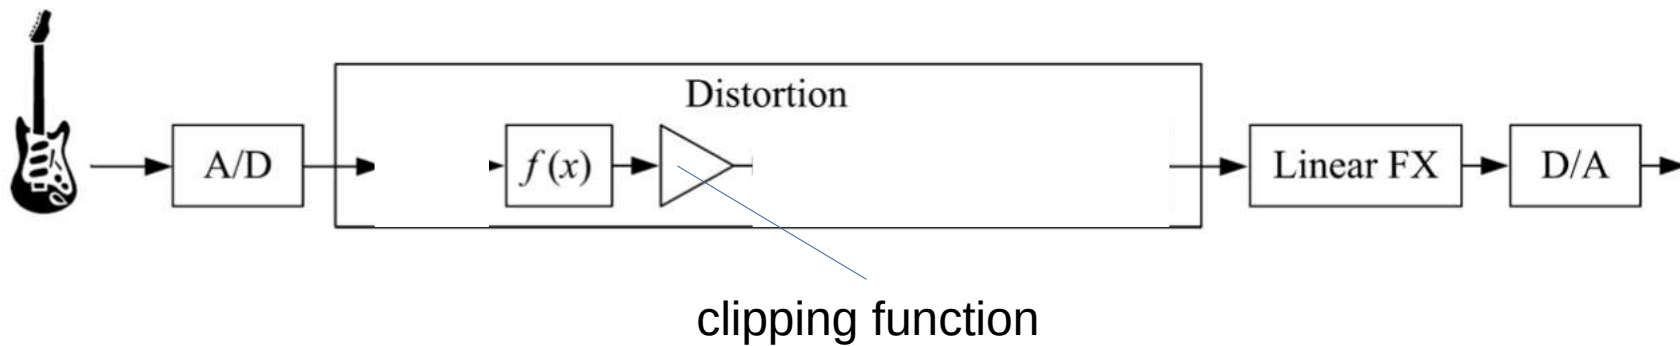 Distortion
A/D
f(x)
Linear FX
D/A
clipping function